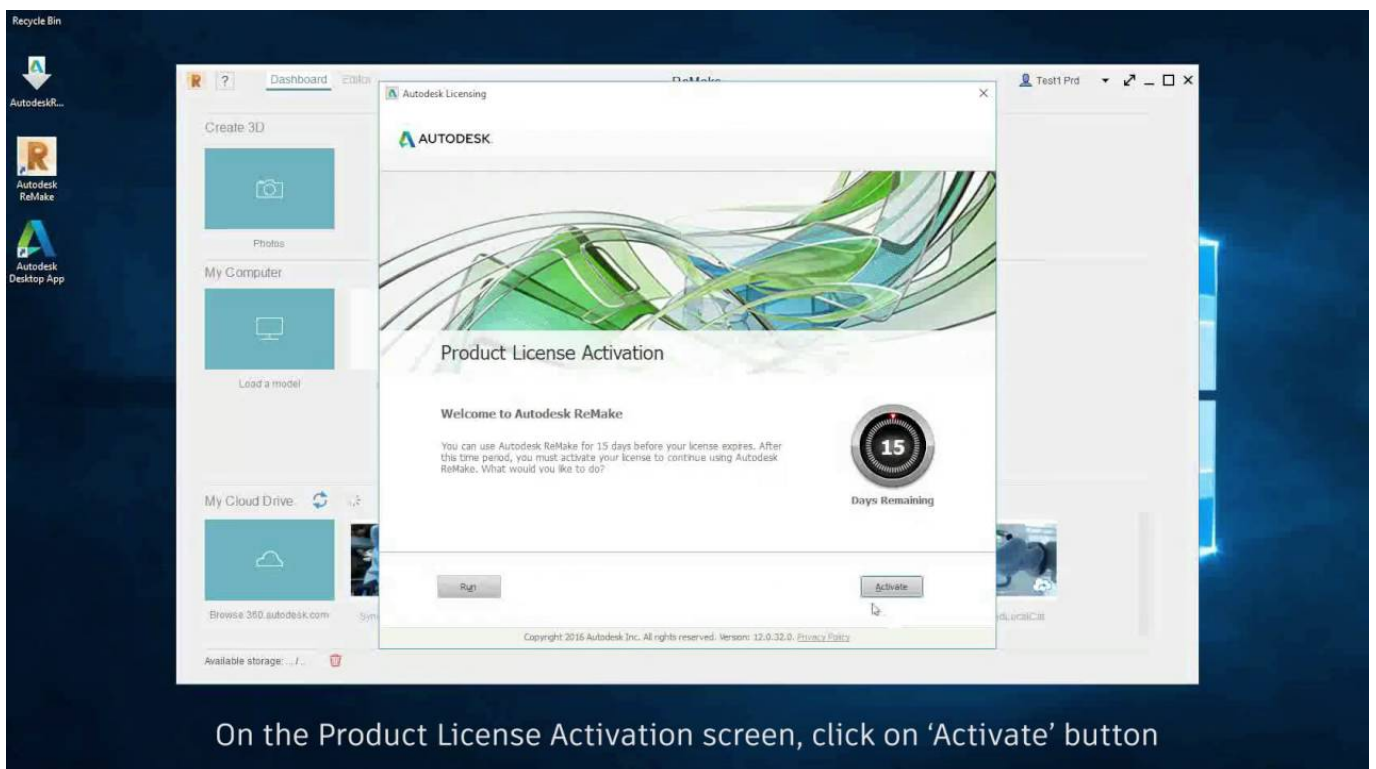 Recycle Bin
AutodeskR...
Autodesk
ReMake
Autodesk
Desktop App
R ? Dashboard Editor ReMake Test1 Prd
Create 3D
Photos
My Computer
Load a model
My Cloud Drive
Browse 360.autodesk.com
Available storage: ... / ..
Autodesk Licensing
AUTODESK
Product License Activation
Welcome to Autodesk ReMake
You can use Autodesk ReMake for 15 days before your license expires. After
this time period, you must activate your license to continue using Autodesk
ReMake. What would you like to do?
15
Days Remaining
Run
Activate
Copyright 2016 Autodesk Inc. All rights reserved. Version: 12.0.32.0. Privacy Policy
On the Product License Activation screen, click on ‘Activate’ button